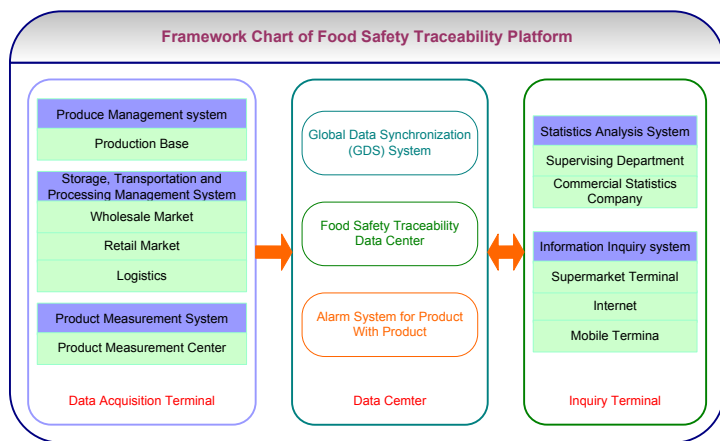 Framework Chart of Food Safety Traceability Platform
Produce Management system
Production Base
Storage, Transportation and
Processing Management System
Wholesale Market
Retail Market
Logistics
Product Measurement System
Product Measurement Center
Data Acquisition Terminal
Global Data Synchronization
(GDS) System
Food Safety Traceability
Data Center
Alarm System for Product
With Product
Data Cemter
Statistics Analysis System
Supervising Department
Commercial Statistics
Company
Information Inquiry system
Supermarket Terminal
Internet
Mobile Termina
Inquiry Terminal